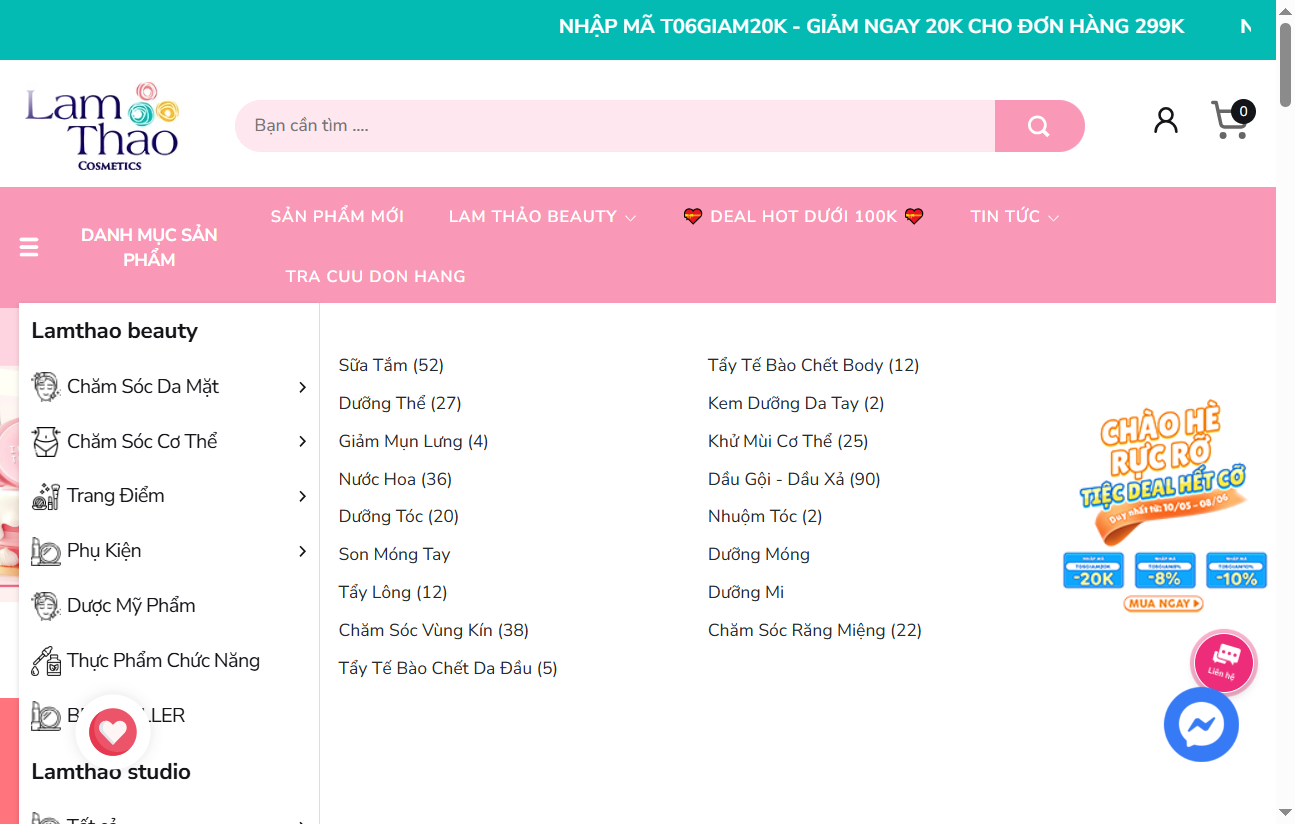 NHẬP MÃ T06GIAM20K - GIẢM NGAY 20K CHO ĐƠN HÀNG 299K
Lam
Thảo
COSMETICS
Bạn cần tìm ....
0
DANH MỤC SẢN
PHẨM
SẢN PHẨM MỚI
LAM THẢO BEAUTY
DEAL HOT DƯỚI 100K
TIN TỨC
TRA CUU DON HANG
Lamthao beauty
Chăm Sóc Da Mặt
Chăm Sóc Cơ Thể
Trang Điểm
Phụ Kiện
Dược Mỹ Phẩm
Thực Phẩm Chức Năng
Lamthao studio
Tất cả
Sữa Tắm (52)
Dưỡng Thể (27)
Giảm Mụn Lưng (4)
Nước Hoa (36)
Dưỡng Tóc (20)
Son Móng Tay
Tẩy Lông (12)
Chăm Sóc Vùng Kín (38)
Tẩy Tế Bào Chết Da Đầu (5)
Tẩy Tế Bào Chết Body (12)
Kem Dưỡng Da Tay (2)
Khử Mùi Cơ Thể (25)
Dầu Gội - Dầu Xả (90)
Nhuộm Tóc (2)
Dưỡng Móng
Dưỡng Mi
Chăm Sóc Răng Miệng (22)
CHÀO HÈ
RỰC RỠ
TIỆC DEAL HẾT CỠ
Duy nhất từ: 10/05 - 08/06
-20K
-8%
-10%
MUA NGAY
Liên hệ